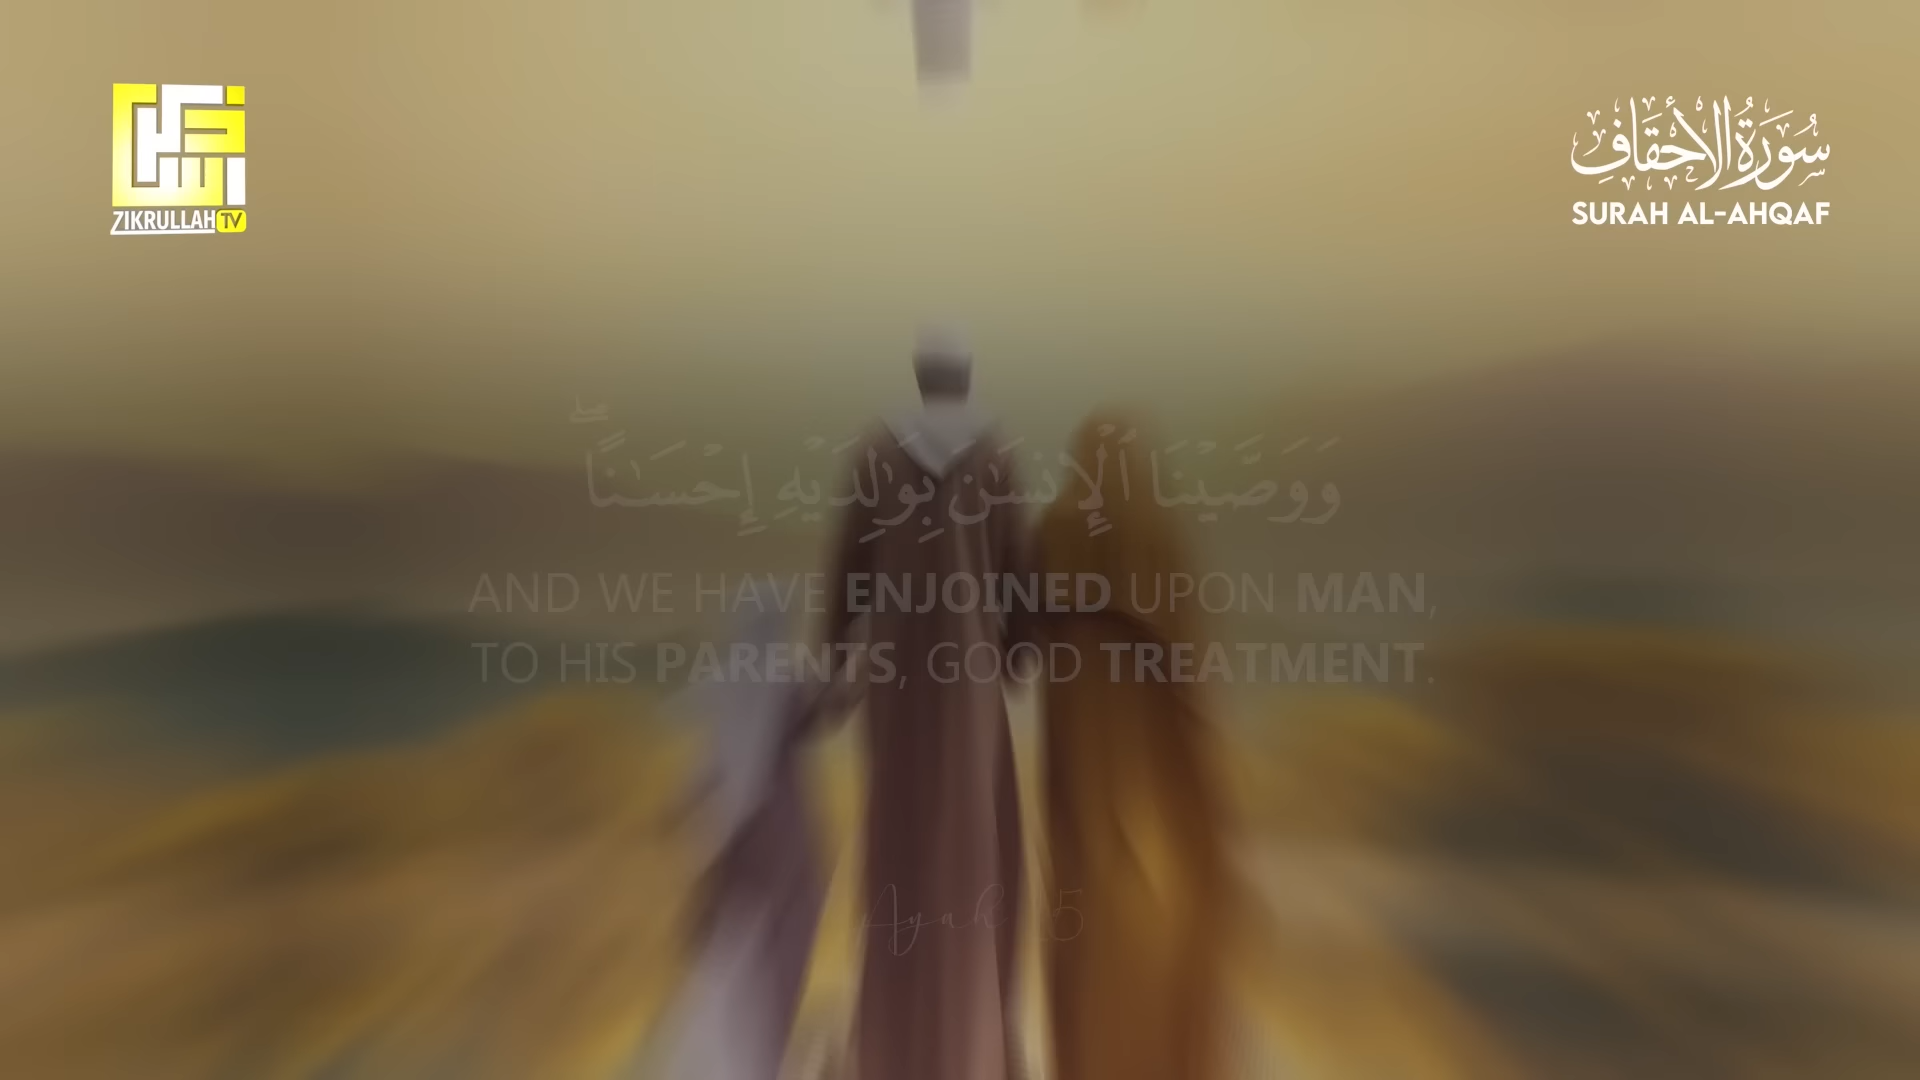 ZIKRULLAH TV
سُورَةُ الأَحْقَافِ
SURAH AL-AHQAF
وَوَصَّيْنَا ٱلْإِنسَـٰنَ بِوَٰلِدَيْهِ إِحْسَـٰنًا ۖ
AND WE HAVE ENJOINED UPON MAN,
TO HIS PARENTS, GOOD TREATMENT.
Ayah 15